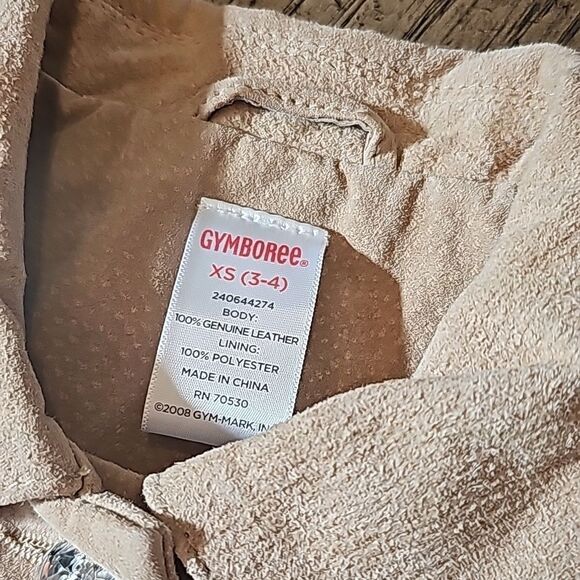 GYMBOREE®
XS (3-4)
240644274
BODY:
100% GENUINE LEATHER
LINING:
100% POLYESTER
MADE IN CHINA
RN 70530
©2008 GYM-MARK, IN